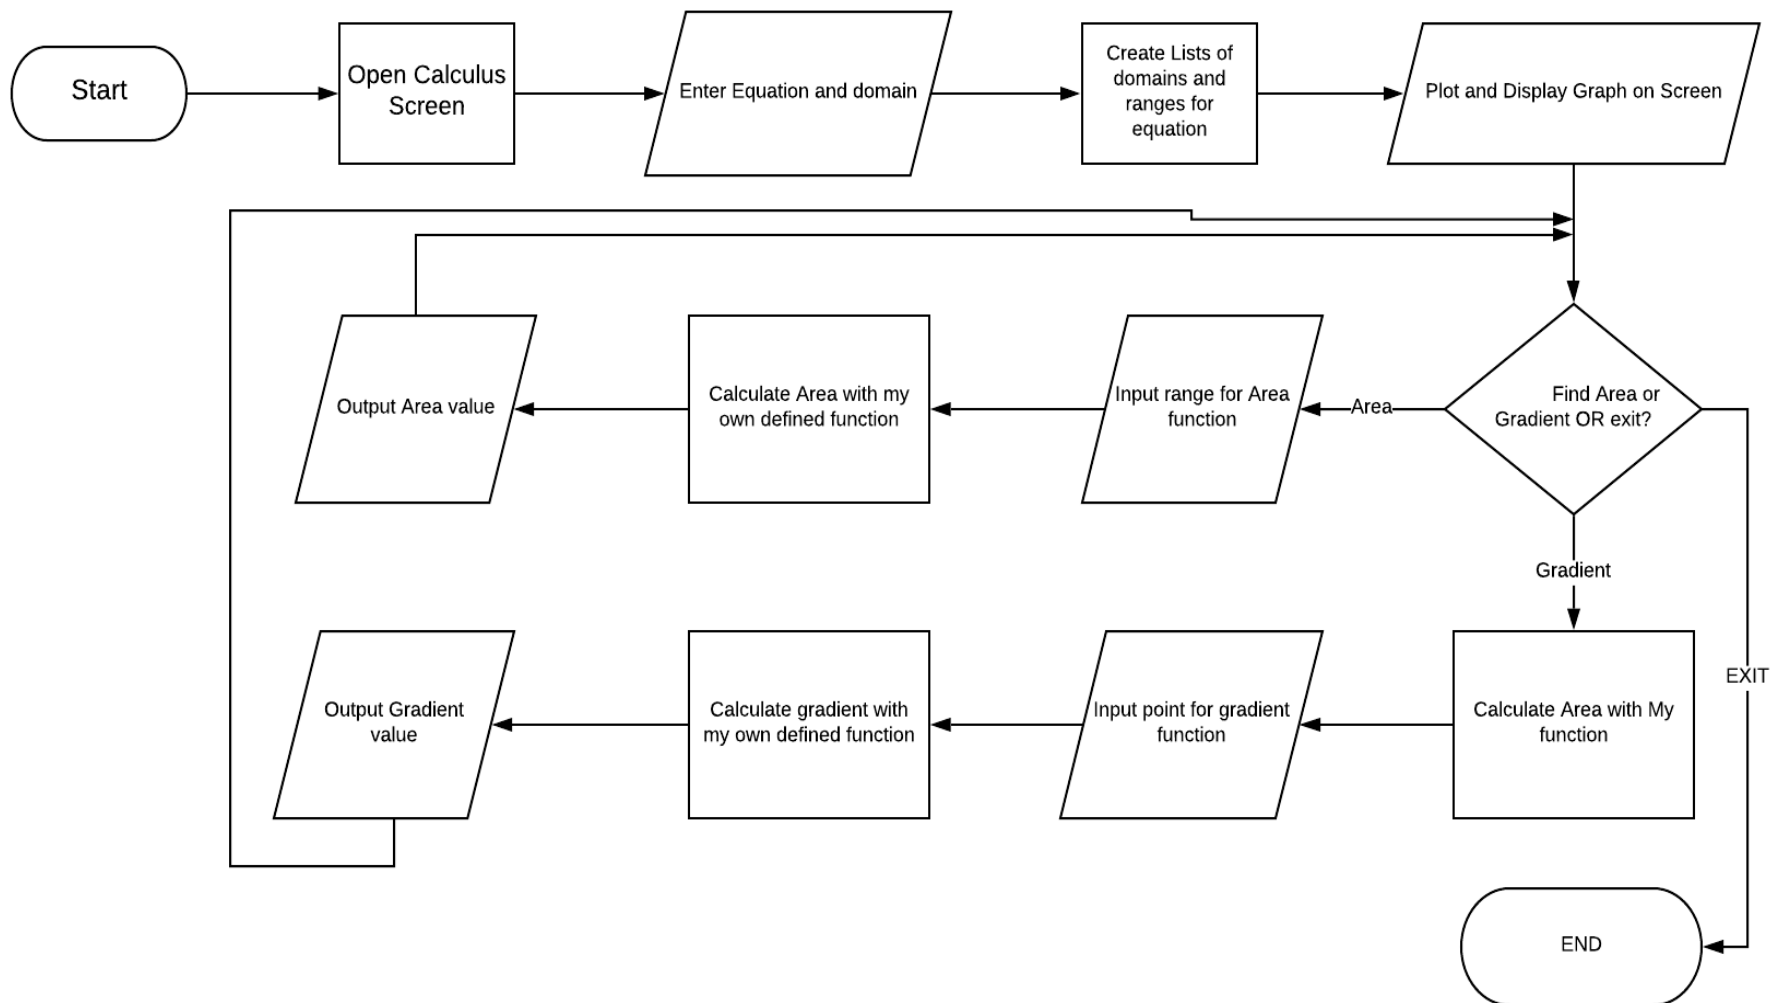 Start
Open Calculus
Screen
Enter Equation and domain
Create Lists of
domains and
ranges for
equation
Plot and Display Graph on Screen
Find Area or
Gradient OR exit?
Area
Input range for Area
function
Calculate Area with my
own defined function
Output Area value
Gradient
EXIT
Calculate Area with My
function
Input point for gradient
function
Calculate gradient with
my own defined function
Output Gradient
value
END